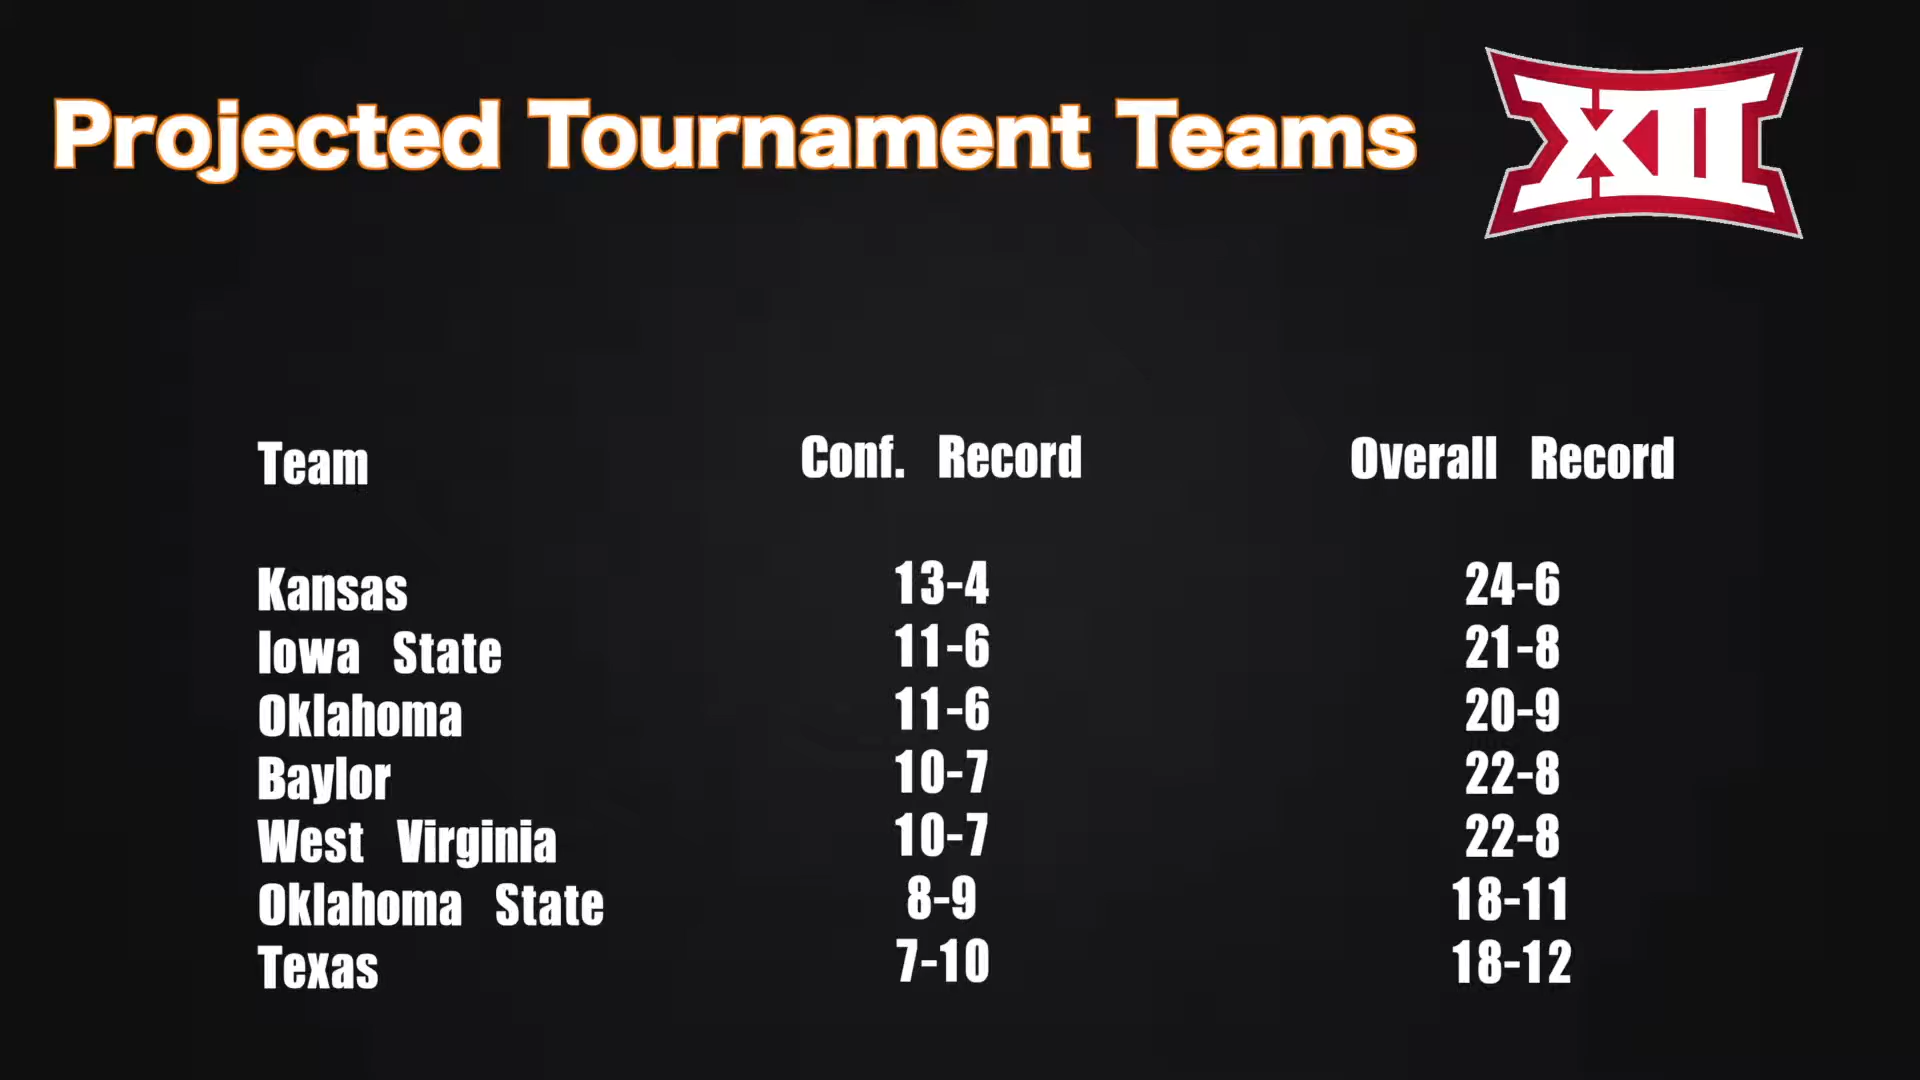 Projected Tournament Teams
XII
Team Conf. Record Overall Record
Kansas 13-4 24-6
Iowa State 11-6 21-8
Oklahoma 11-6 20-9
Baylor 10-7 22-8
West Virginia 10-7 22-8
Oklahoma State 8-9 18-11
Texas 7-10 18-12